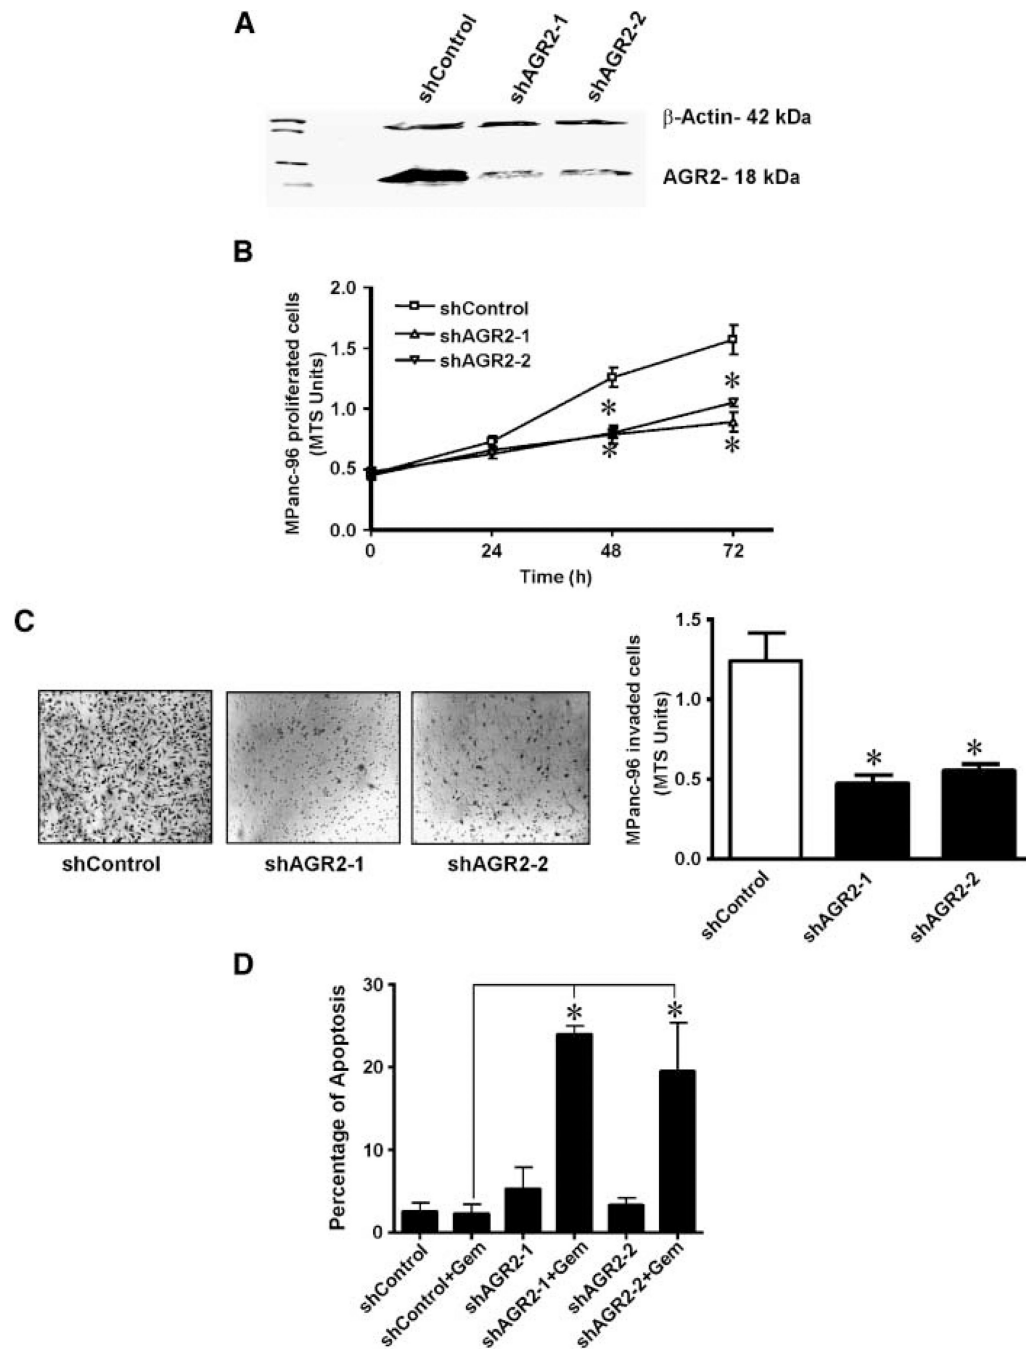 A
shControl
shAGR2-1
shAGR2-2
β-Actin- 42 kDa
AGR2- 18 kDa
B
MPanc-96 proliferated cells
(MTS Units)
2.0
1.5
1.0
0.5
0.0
shControl
shAGR2-1
shAGR2-2
*
*
*
*
0 24 48 72
Time (h)
C
shControl shAGR2-1 shAGR2-2
MPanc-96 invaded cells
(MTS Units)
1.5
1.0
0.5
0.0
*
*
shControl
shAGR2-1
shAGR2-2
D
Percentage of Apoptosis
30
20
10
0
*
*
shControl
shControl+Gem
shAGR2-1
shAGR2-1+Gem
shAGR2-2
shAGR2-2+Gem